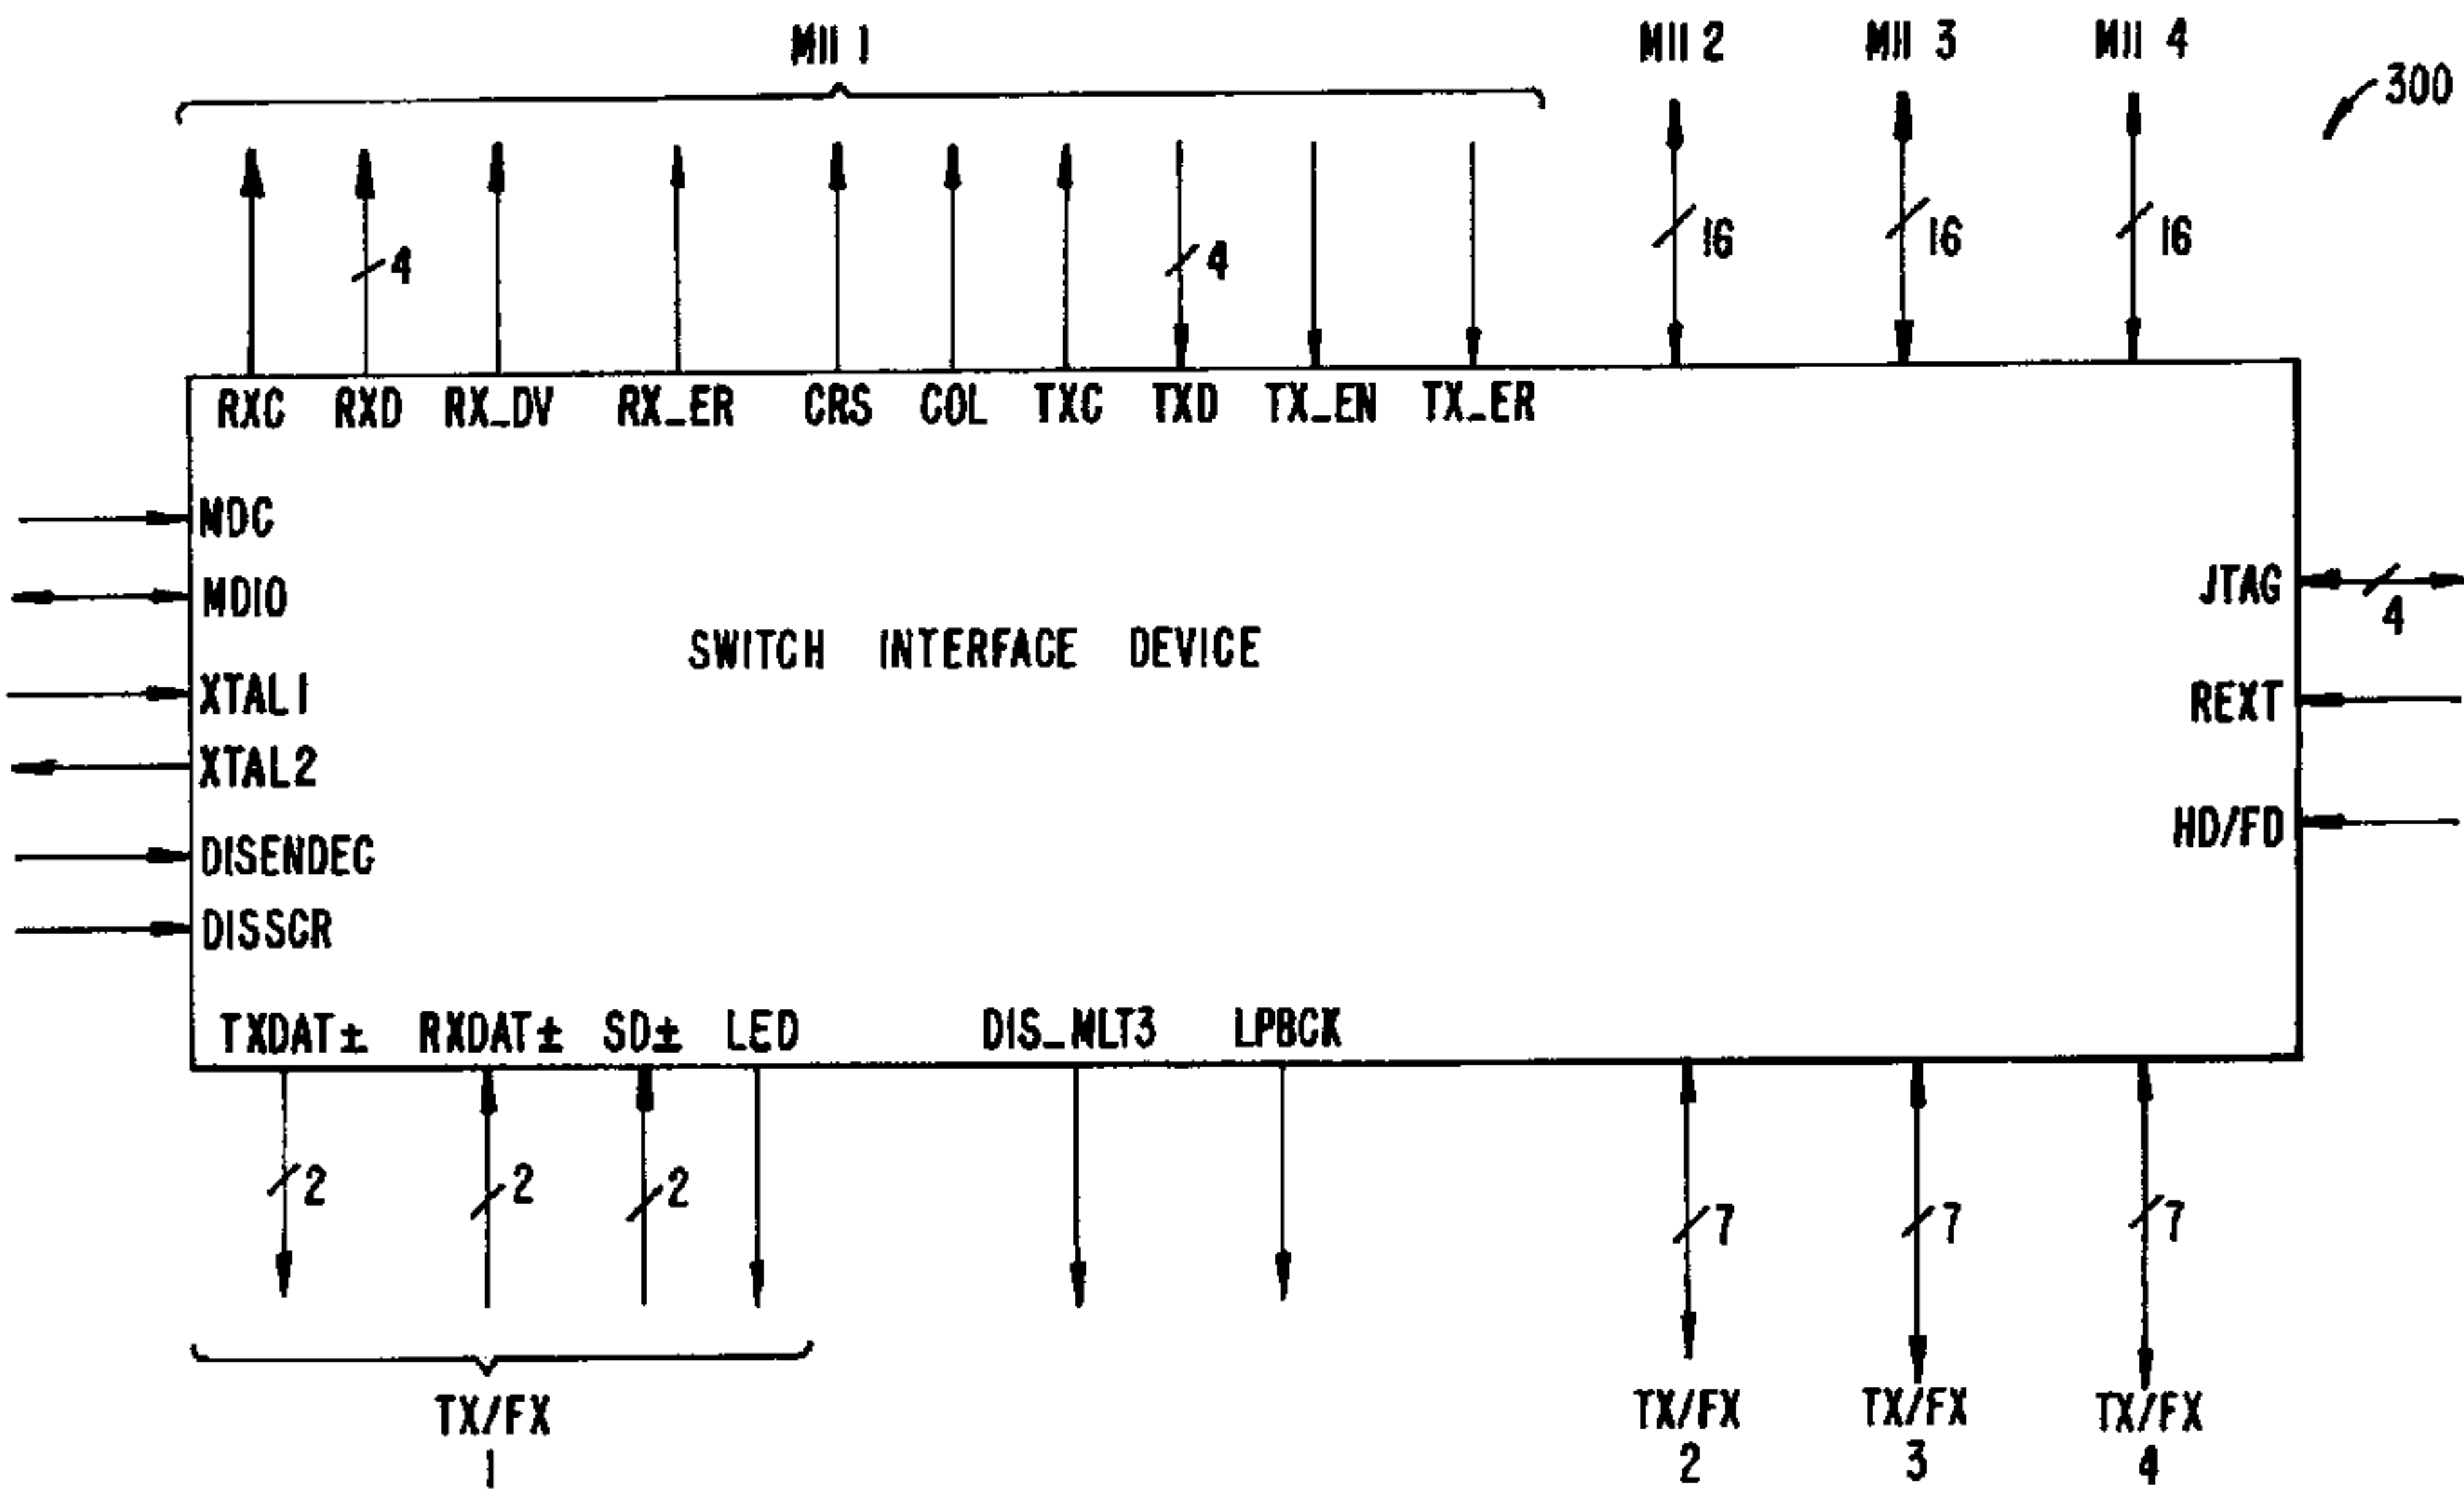 MII 1 MII 2 MII 3 MII 4
300
4 4 16 16 16
RXC RXD RX_DV RX_ER CRS COL TXC TXD TX_EN TX_ER
MDC
MDIO
XTAL1
XTAL2
DISENDEC
DISSCR
SWITCH INTERFACE DEVICE
JTAG
4
REXT
HD/FD
TXDAT± RXDAT± SD± LED DIS_MLT3 LPBCK
2 2 2 7 7 7
TX/FX
1
TX/FX
2
TX/FX
3
TX/FX
4